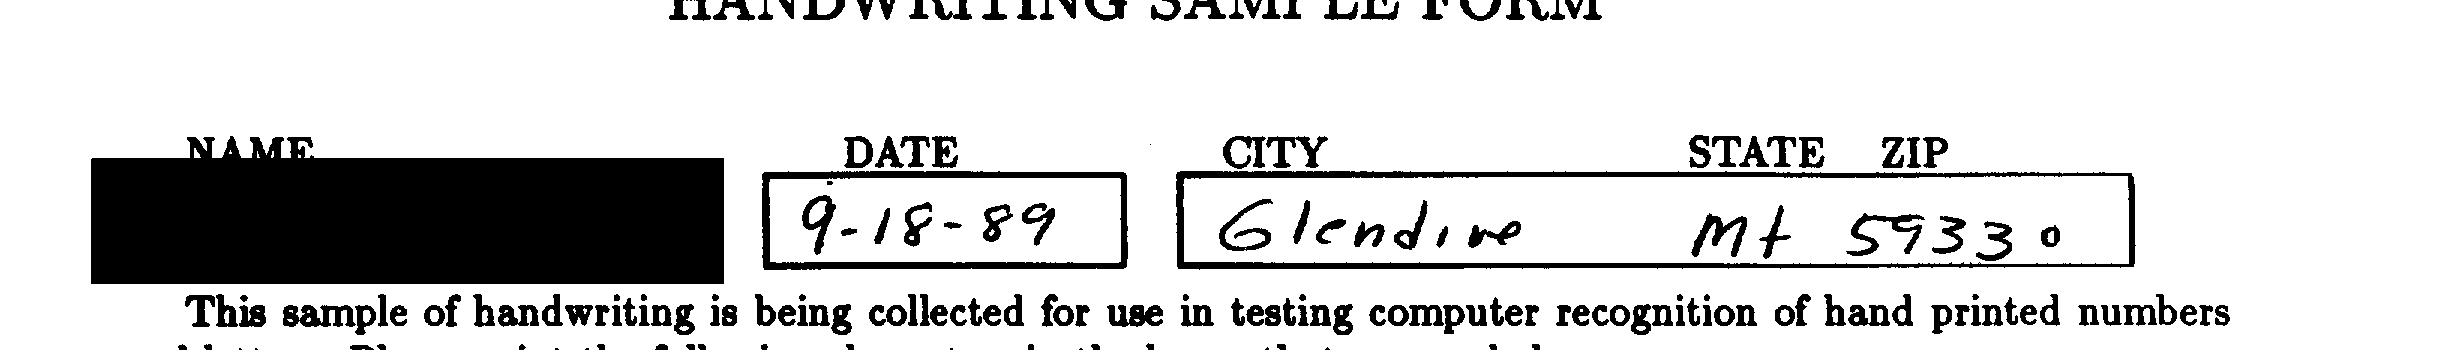 HANDWRITING SAMPLE FORM
NAME DATE CITY STATE ZIP
9-18-89 Glendive Mt 59330
This sample of handwriting is being collected for use in testing computer recognition of hand printed numbers